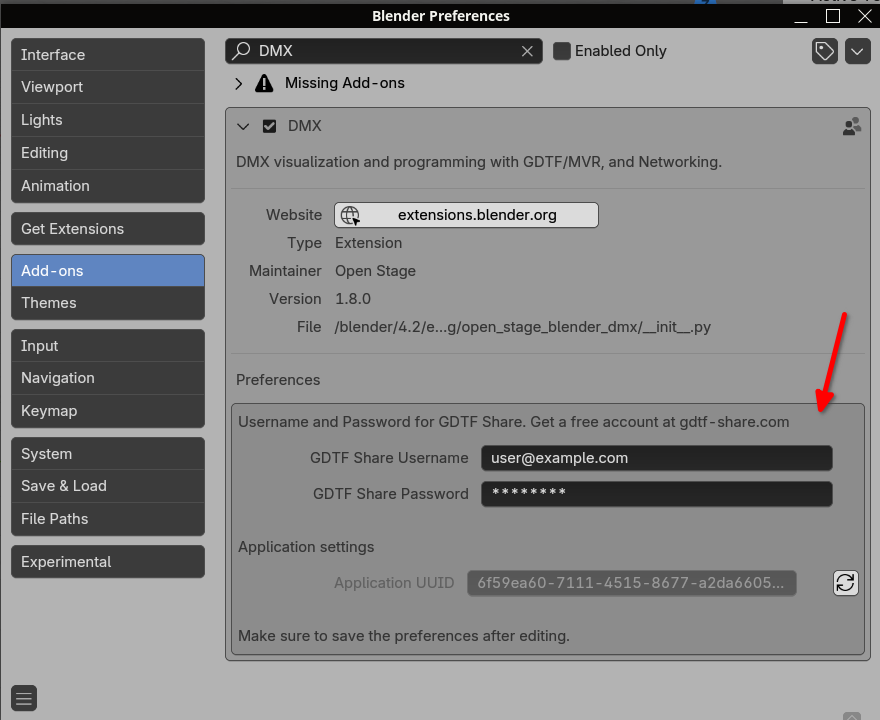 Blender Preferences
Interface
Viewport
Lights
Editing
Animation
Get Extensions
Add-ons
Themes
Input
Navigation
Keymap
System
Save & Load
File Paths
Experimental
DMX
Enabled Only
Missing Add-ons
DMX
DMX visualization and programming with GDTF/MVR, and Networking.
Website extensions.blender.org
Type Extension
Maintainer Open Stage
Version 1.8.0
File /blender/4.2/e...g/open_stage_blender_dmx/__init__.py
Preferences
Username and Password for GDTF Share. Get a free account at gdtf-share.com
GDTF Share Username user@example.com
GDTF Share Password ********
Application settings
Application UUID 6f59ea60-7111-4515-8677-a2da6605...
Make sure to save the preferences after editing.